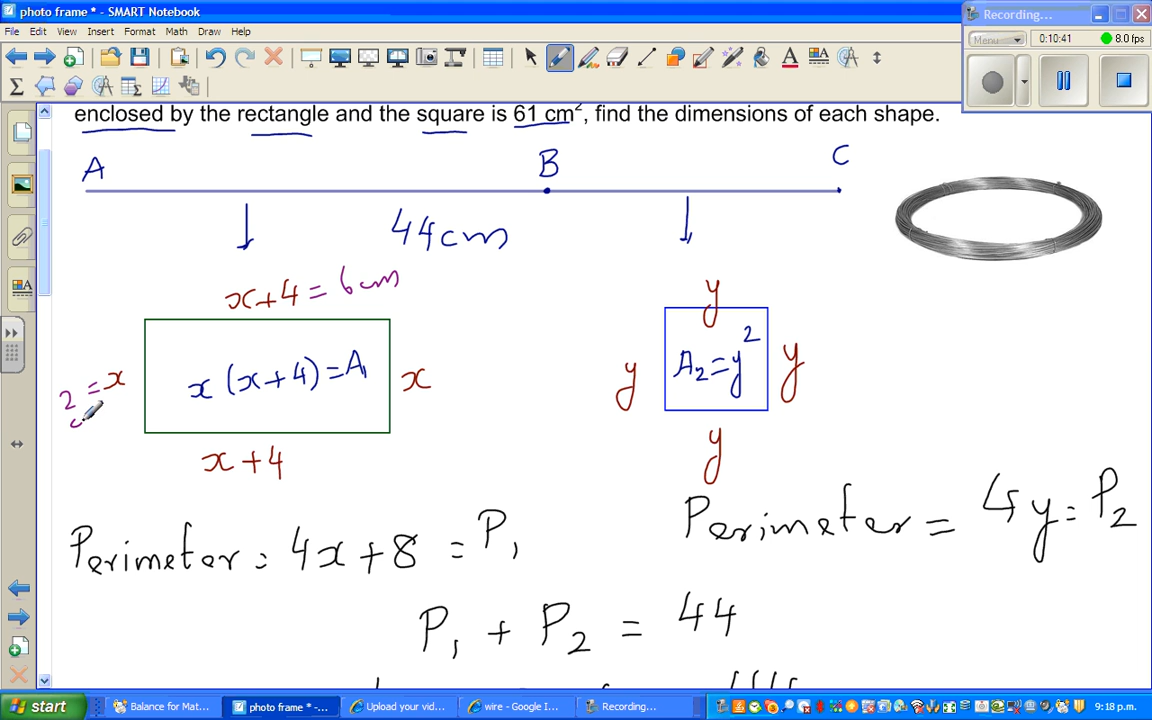 photo frame * - SMART Notebook
File Edit View Insert Format Math Draw Help
Recording...
Menu
0:10:41
8.0 fps
enclosed by the rectangle and the square is 61 cm², find the dimensions of each shape.
A B C
44cm
x+4 = 6cm
2 = x
x(x+4)=A₁
x
x+4
y
y
A₂=y²
y
y
Perimeter = 4x+8 = P₁
Perimeter = 4y = P₂
P₁ + P₂ = 44
start
Balance for Mat...
photo frame * -...
Upload your vid...
wire - Google I...
Recording...
9:18 p.m.